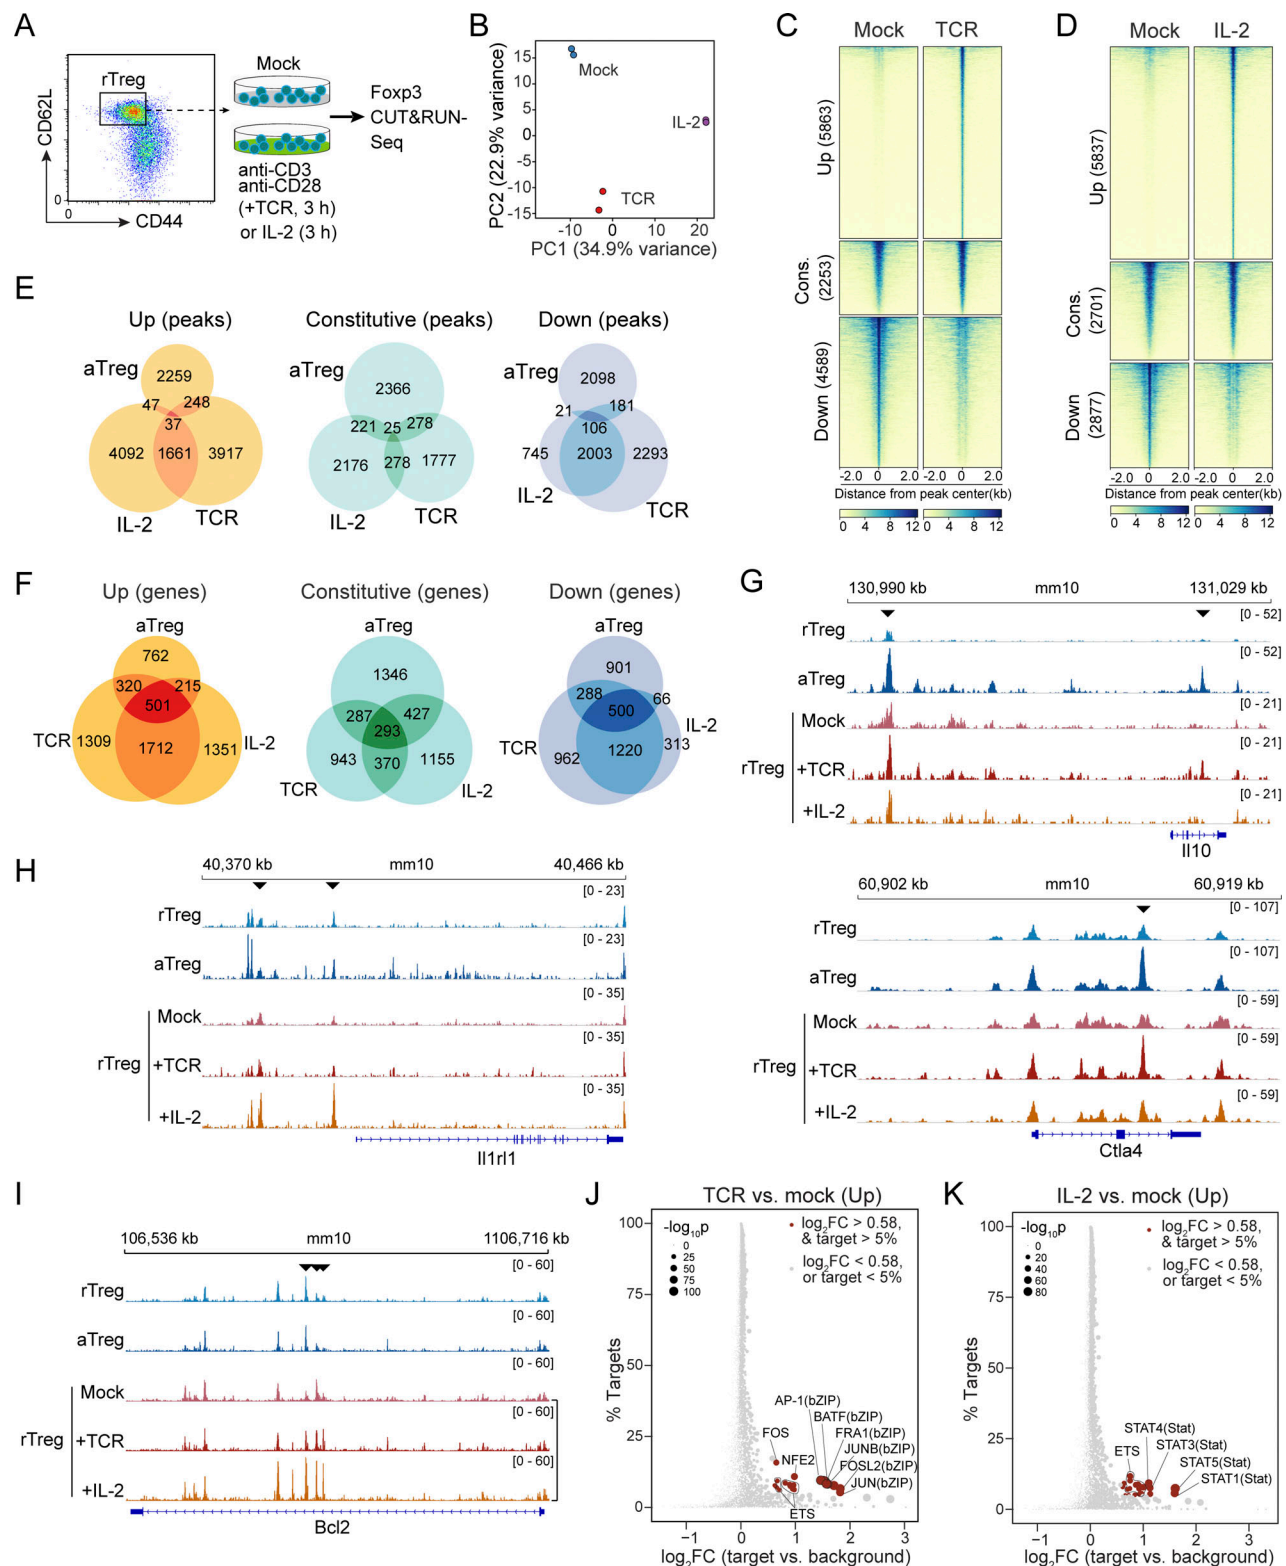 A
rTreg
CD62L
0
0
CD44
Mock
anti-CD3
anti-CD28
(+TCR, 3 h)
or IL-2 (3 h)
Foxp3
CUT&RUN-
Seq
B
PC2 (22.9% variance)
15
10
5
0
-5
-10
-15
Mock
IL-2
TCR
-10
0
10
20
PC1 (34.9% variance)
C
Mock
TCR
Up (5863)
Cons.
(2253)
Down (4589)
-2.0 0 2.0
-2.0 0 2.0
Distance from peak center(kb)
0 4 8 12
0 4 8 12
D
Mock
IL-2
Up (5837)
Cons.
(2701)
Down
(2877)
-2.0 0 2.0
-2.0 0 2.0
Distance from peak center(kb)
0 4 8 12
0 4 8 12
E
Up (peaks)
aTreg
2259
47
248
37
4092
1661
3917
IL-2
TCR
Constitutive (peaks)
aTreg
2366
221
25
278
2176
278
1777
IL-2
TCR
Down (peaks)
aTreg
2098
21
181
106
745
2003
2293
IL-2
TCR
F
Up (genes)
aTreg
762
320
215
501
TCR
1309
1712
1351
IL-2
Constitutive (genes)
aTreg
1346
287
427
293
943
370
1155
TCR
IL-2
Down (genes)
aTreg
901
288
66
500
IL-2
313
TCR
962
1220
G
130,990 kb mm10 131,029 kb
[0 - 52]
rTreg
[0 - 52]
aTreg
[0 - 21]
Mock
[0 - 21]
rTreg
+TCR
[0 - 21]
+IL-2
Il10
60,902 kb mm10 60,919 kb
[0 - 107]
rTreg
[0 - 107]
aTreg
[0 - 59]
Mock
[0 - 59]
rTreg
+TCR
[0 - 59]
+IL-2
Ctla4
H
40,370 kb mm10 40,466 kb
[0 - 23]
rTreg
[0 - 23]
aTreg
[0 - 35]
Mock
[0 - 35]
rTreg
+TCR
[0 - 35]
+IL-2
Il1rl1
I
106,536 kb mm10 1106,716 kb
[0 - 60]
rTreg
[0 - 60]
aTreg
[0 - 60]
Mock
[0 - 60]
rTreg
+TCR
[0 - 60]
+IL-2
Bcl2
J
TCR vs. mock (Up)
% Targets
100
75
50
25
0
-log10p
0
25
50
75
100
log2FC > 0.58,
& target > 5%
log2FC < 0.58,
or target < 5%
AP-1(bZIP)
BATF(bZIP)
FOS
FRA1(bZIP)
NFE2
JUNB(bZIP)
FOSL2(bZIP)
JUN(bZIP)
ETS
−1 0 1 2 3
log2FC (target vs. background)
K
IL-2 vs. mock (Up)
% Targets
100
75
50
25
0
-log10p
0
20
40
60
80
log2FC > 0.58,
& target > 5%
log2FC < 0.58,
or target < 5%
STAT4(Stat)
ETS
STAT3(Stat)
STAT5(Stat)
STAT1(Stat)
−1 0 1 2 3
log2FC (target vs. background)